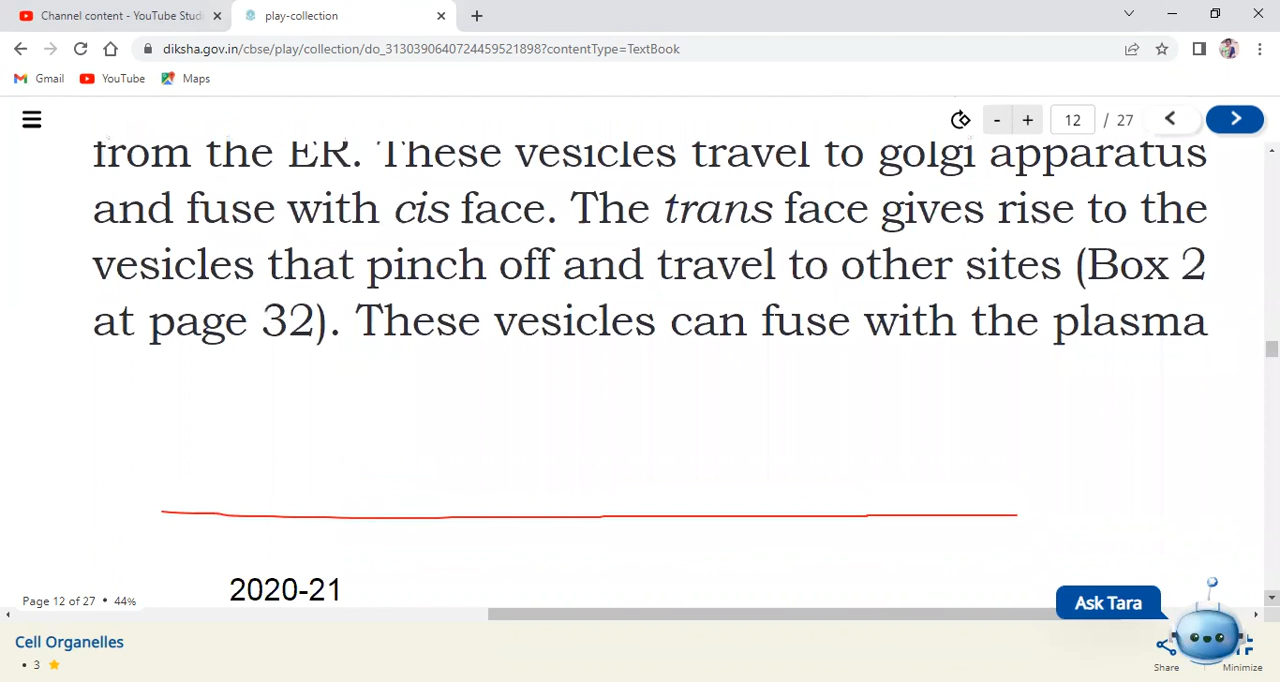 Channel content - YouTube Stud
play-collection
diksha.gov.in/cbse/play/collection/do_3130390640724459521898?contentType=TextBook
Gmail YouTube Maps
- + 12 / 27
from the ER. These vesicles travel to golgi apparatus
and fuse with cis face. The trans face gives rise to the
vesicles that pinch off and travel to other sites (Box 2
at page 32). These vesicles can fuse with the plasma
2020-21
Page 12 of 27 • 44%
Ask Tara
Cell Organelles
• 3
Share Minimize